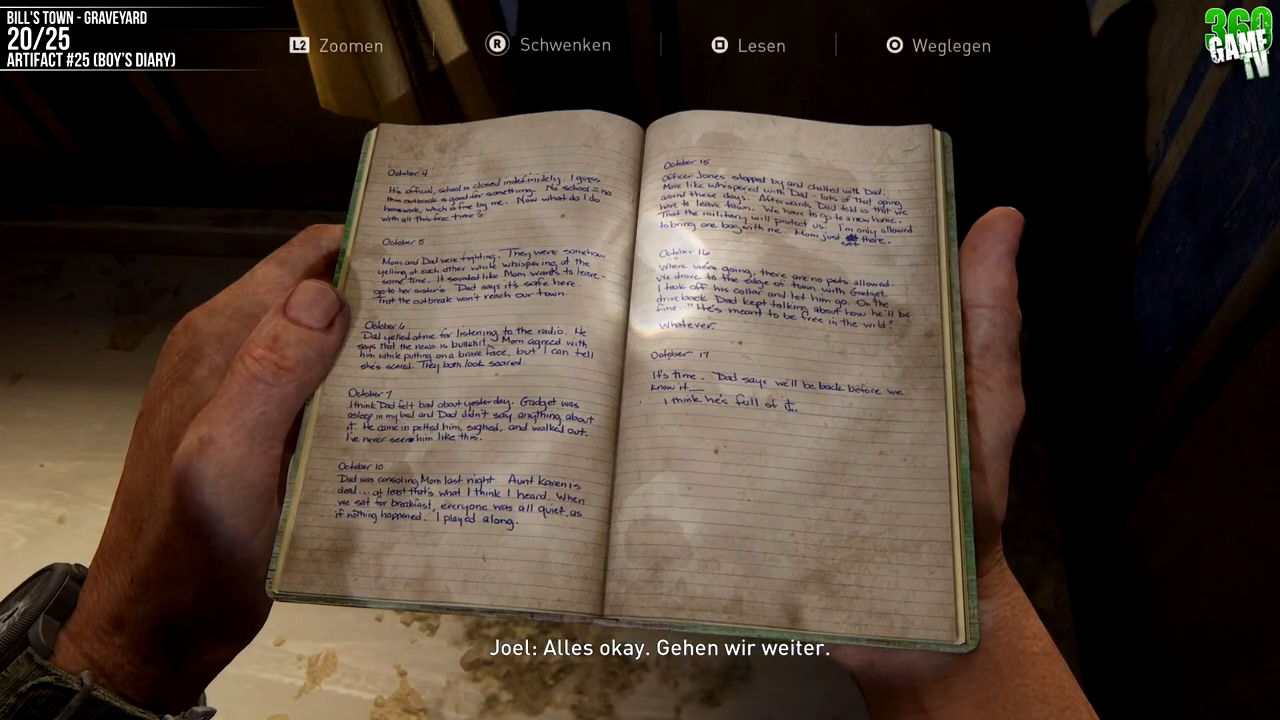 BILL'S TOWN - GRAVEYARD
20/25
ARTIFACT #25 (BOY'S DIARY)
L2 Zoomen
R Schwenken
Lesen
Weglegen
360
GAME
TV
October 4
It's official, school is closed indefinitely. I guess
this outbreak is good for something. No school = no
homework, which is fine by me. Now what do I do
with all this free time?
October 5
Mom and Dad were fighting. They were somehow
yelling at each other while whispering at the
same time. It sounded like Mom wants to leave -
go to her sister's. Dad says it's safe here.
That the outbreak won't reach our town.
October 6
Dad yelled at me for listening to the radio. He
says that the news is bullshit. Mom agreed with
him while putting on a brave face, but I can tell
she's scared. They both look scared.
October 7
I think Dad felt bad about yesterday. Gadget was
asleep in my bed and Dad didn't say anything about
it. He came in petted him, sighed, and walked out.
I've never seen him like this.
October 10
Dad was consoling Mom last night. Aunt Karen is
dead... at least that's what I think I heard. When
we sat for breakfast, everyone was all quiet, as
if nothing happened. I played along.
October 15
Officer Jones stopped by and chatted with Dad.
More like whispered with Dad - lots of that going
around these days. Afterwards Dad told us that we
have to leave town. We have to go to a new home.
That the military will protect us. I'm only allowed
to bring one bag with me. Mom just sat there.
October 16
Where we're going, there are no pets allowed.
We drove to the edge of town with Gadget.
I took off his collar and let him go. On the
drive back Dad kept talking about how he'll be
fine. "He's meant to be free in the wild."
Whatever.
October 17
It's time. Dad says we'll be back before we
know it
I think he's full of it.
Joel: Alles okay. Gehen wir weiter.